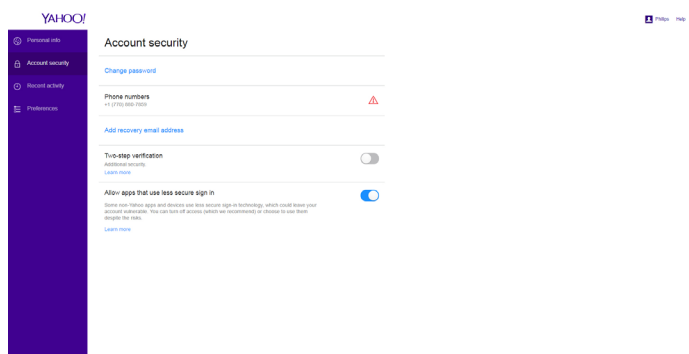 YAHOO!
Philips Help
Personal info
Account security
Recent activity
Preferences
Account security
Change password
Phone numbers
+1 (770)
Add recovery email address
Two-step verification
Additional security.
Learn more
Allow apps that use less secure sign in
Some non-Yahoo apps and devices use less secure sign-in technology, which could leave your
account vulnerable. You can turn off access (which we recommend) or choose to use them
despite the risks.
Learn more